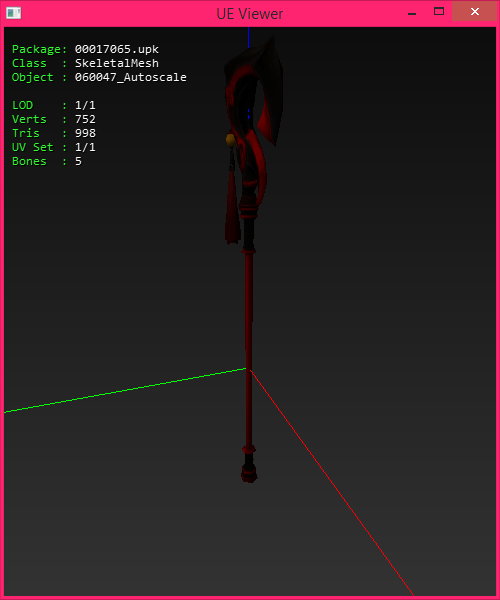 UE Viewer
Package: 00017065.upk
Class  : SkeletalMesh
Object : 060047_Autoscale
LOD    : 1/1
Verts  : 752
Tris   : 998
UV Set : 1/1
Bones  : 5